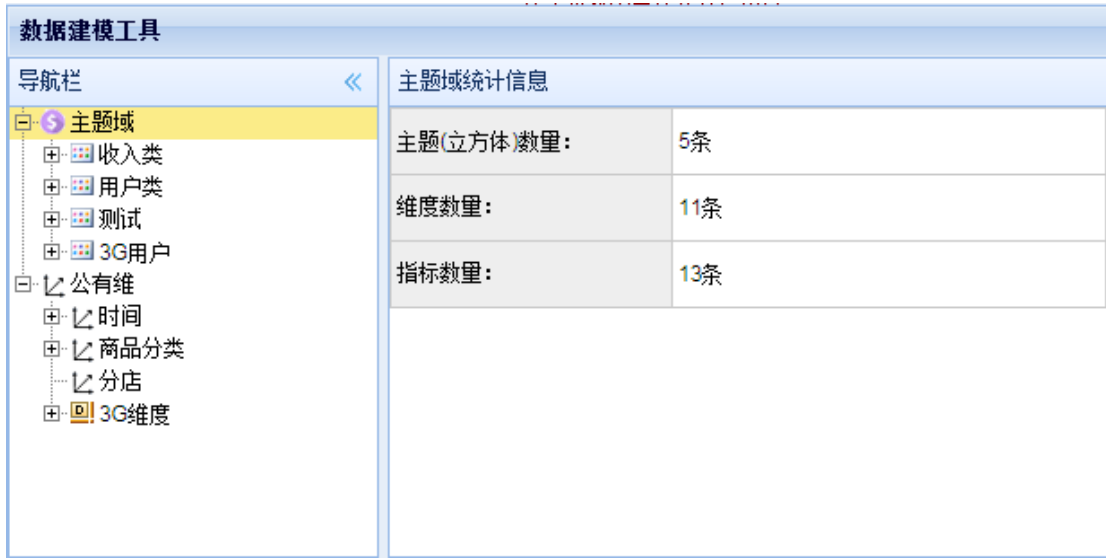 数据建模工具
导航栏
主题域
收入类
用户类
测试
3G用户
公有维
时间
商品分类
分店
3G维度
主题域统计信息
主题(立方体)数量： 5条
维度数量： 11条
指标数量： 13条